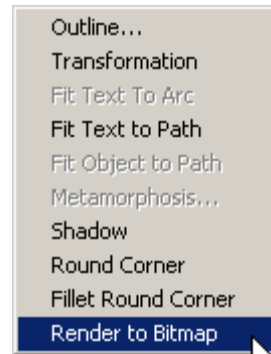 Outline...
Transformation
Fit Text To Arc
Fit Text to Path
Fit Object to Path
Metamorphosis...
Shadow
Round Corner
Fillet Round Corner
Render to Bitmap